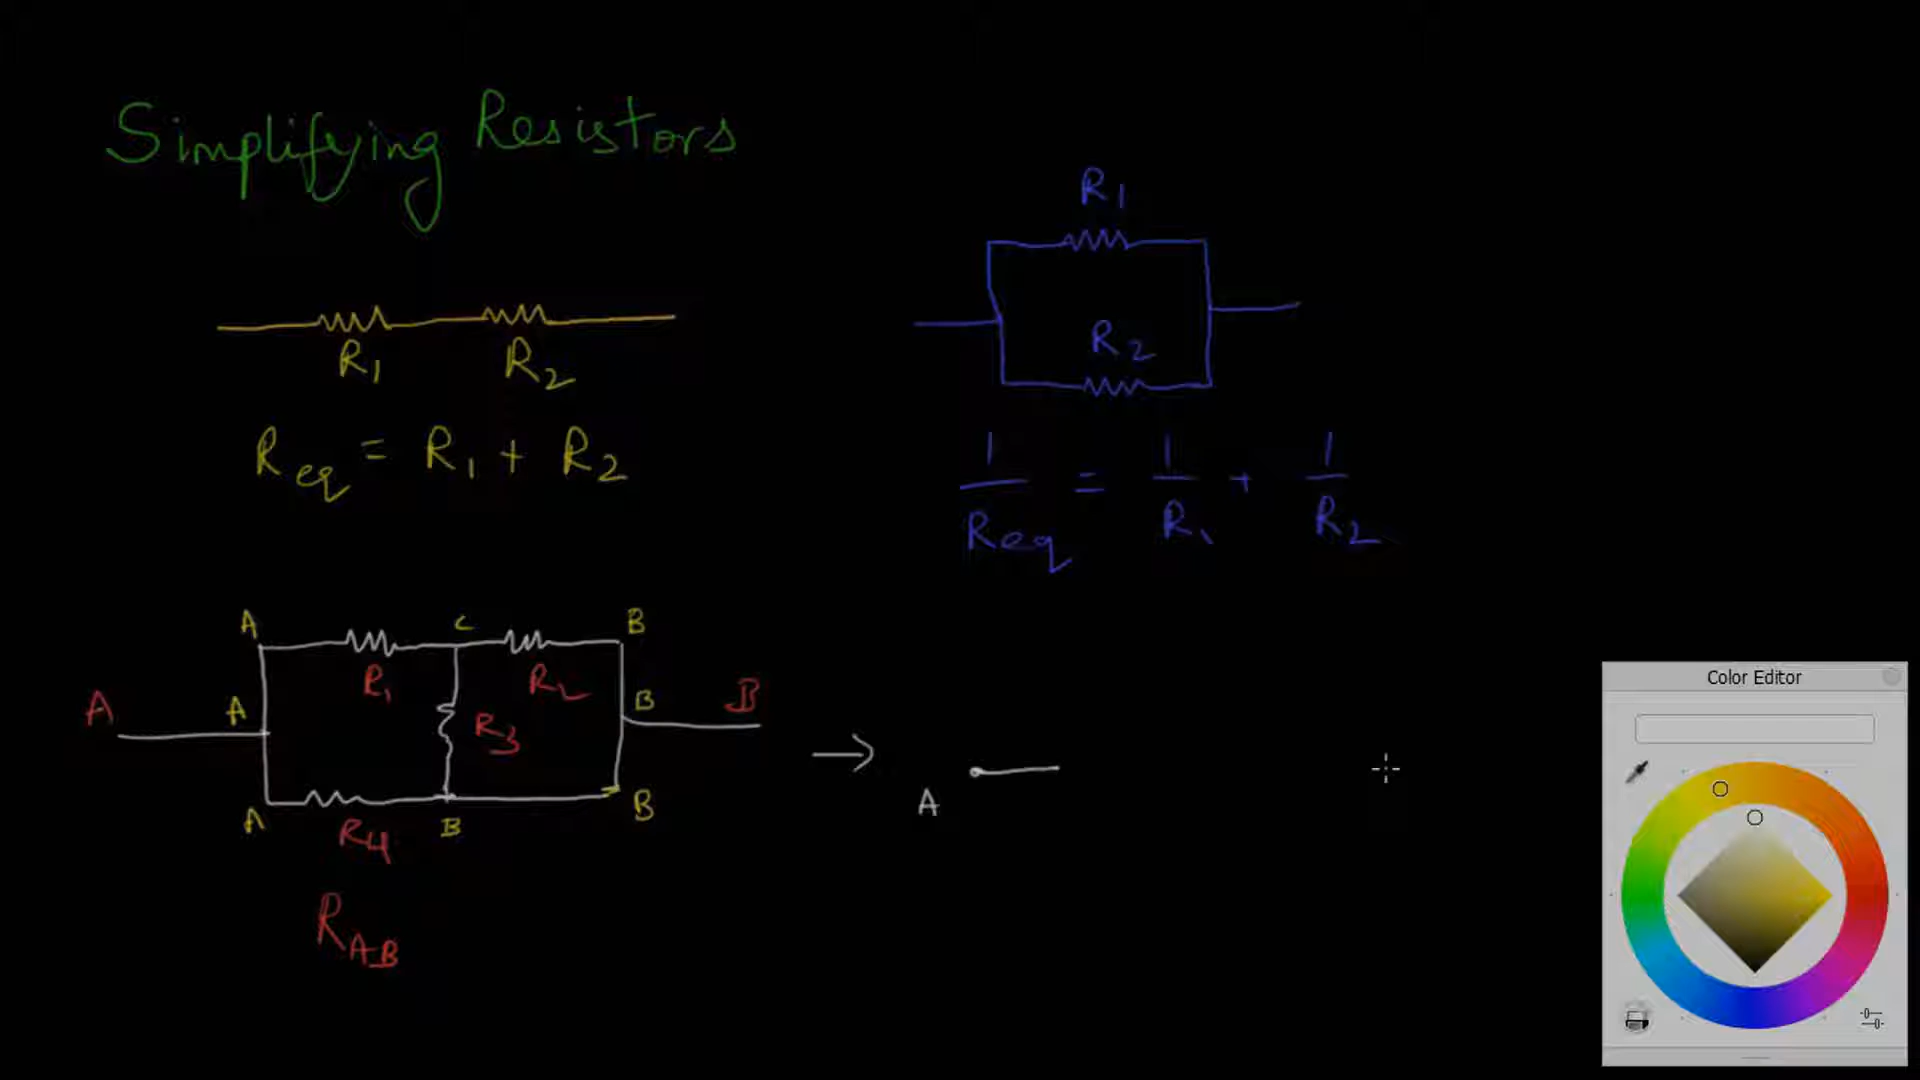 Simplifying Resistors
R1 R2
Req = R1 + R2
R1
R2
1/Req = 1/R1 + 1/R2
A C B
R1 R2
A A R3 B B
A B B
R4
RAB
→
A
Color Editor